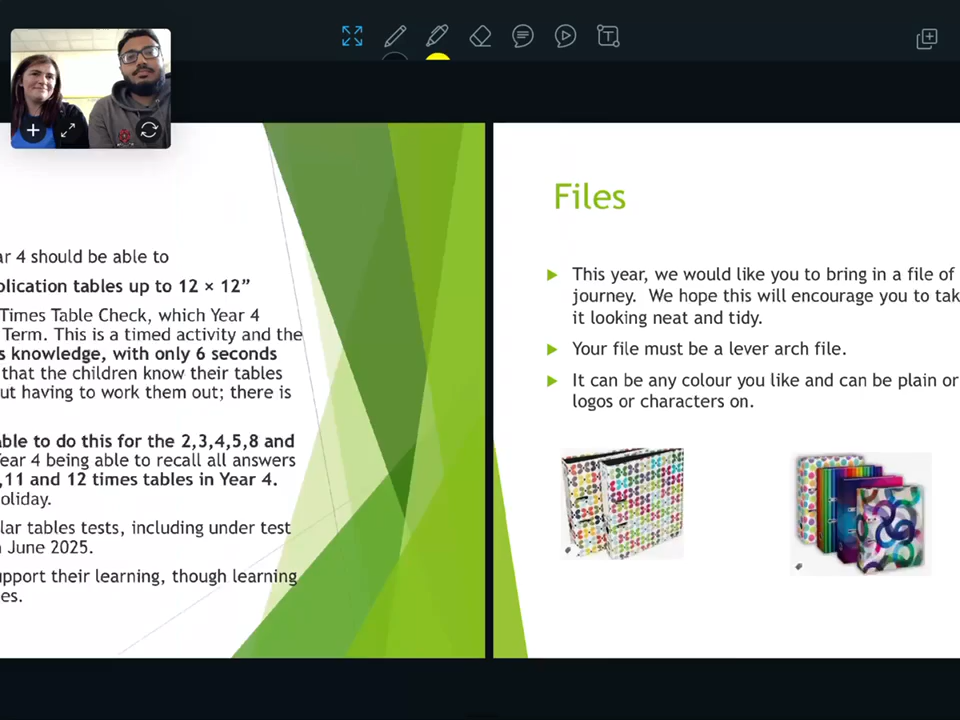 ar 4 should be able to
plication tables up to 12 × 12”
Times Table Check, which Year 4
Term. This is a timed activity and the
s knowledge, with only 6 seconds
that the children know their tables
ut having to work them out; there is
able to do this for the 2,3,4,5,8 and
Year 4 being able to recall all answers
,11 and 12 times tables in Year 4.
oliday.
lar tables tests, including under test
June 2025.
upport their learning, though learning
es.
Files
This year, we would like you to bring in a file of
journey. We hope this will encourage you to tak
it looking neat and tidy.
Your file must be a lever arch file.
It can be any colour you like and can be plain or
logos or characters on.